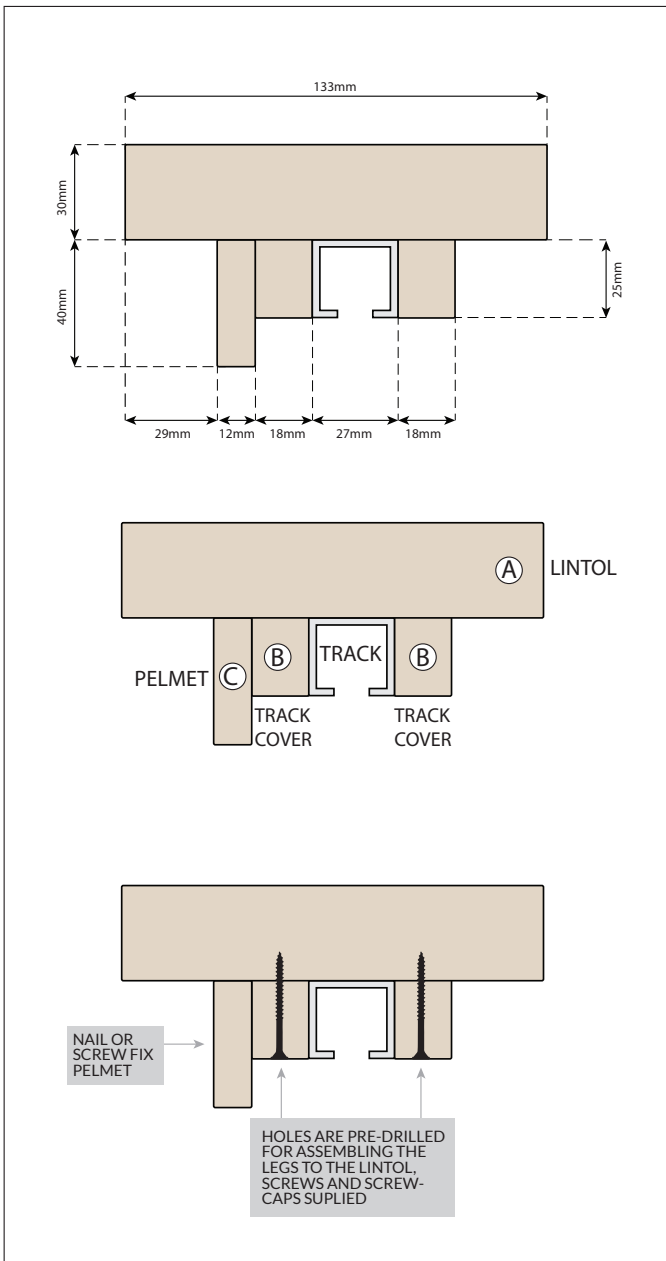 133mm
30mm
40mm
25mm
29mm
12mm
18mm
27mm
18mm
A
LINTOL
PELMET
C
B
TRACK
B
TRACK
COVER
TRACK
COVER
NAIL OR
SCREW FIX
PELMET
HOLES ARE PRE-DRILLED
FOR ASSEMBLING THE
LEGS TO THE LINTOL,
SCREWS AND SCREW-
CAPS SUPLIED